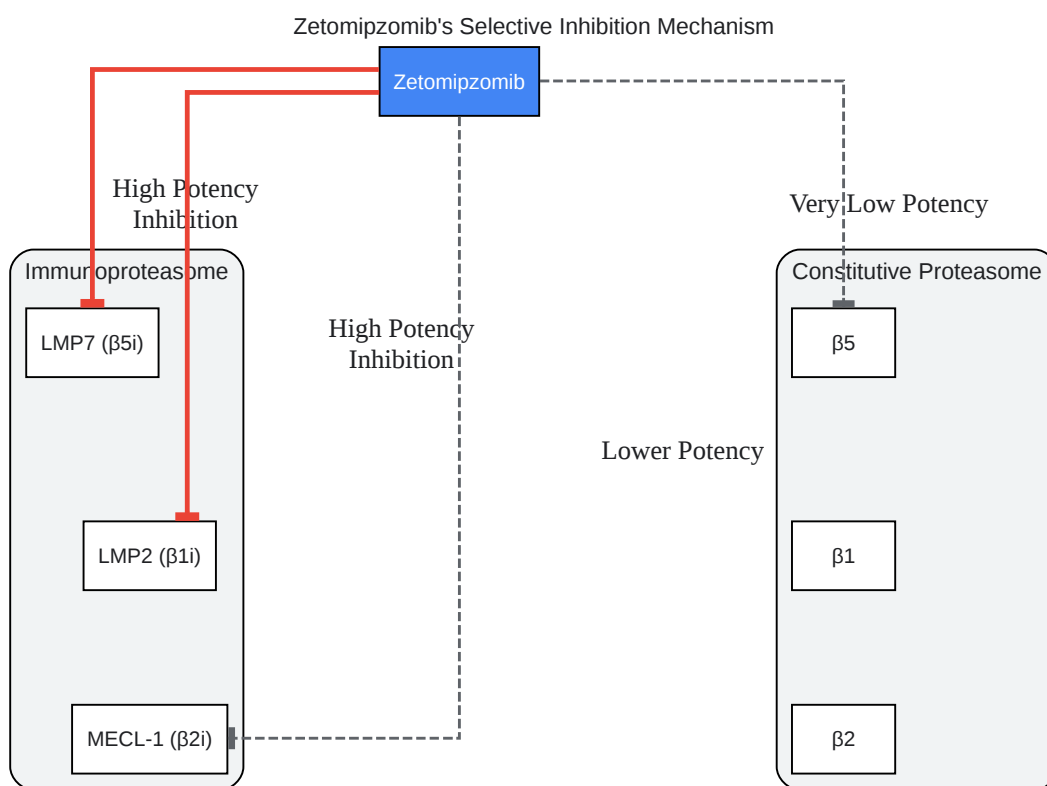 Zetomipzomib's Selective Inhibition Mechanism
Zetomipzomib
High Potency
Inhibition
Very Low Potency
Immunoproteasome
Constitutive Proteasome
LMP7 (β5i)
High Potency
Inhibition
β5
Lower Potency
LMP2 (β1i)
β1
MECL-1 (β2i)
β2